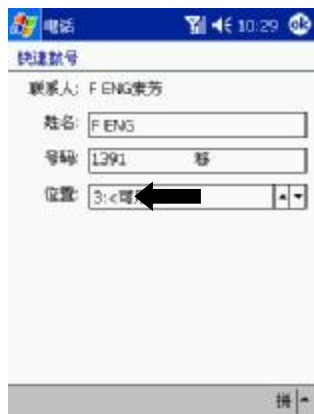 电话 10:29 ok
快速拨号
联系人: F ENG素芳
姓名: F ENG
号码: 1391 移
位置: 3:<可
拼